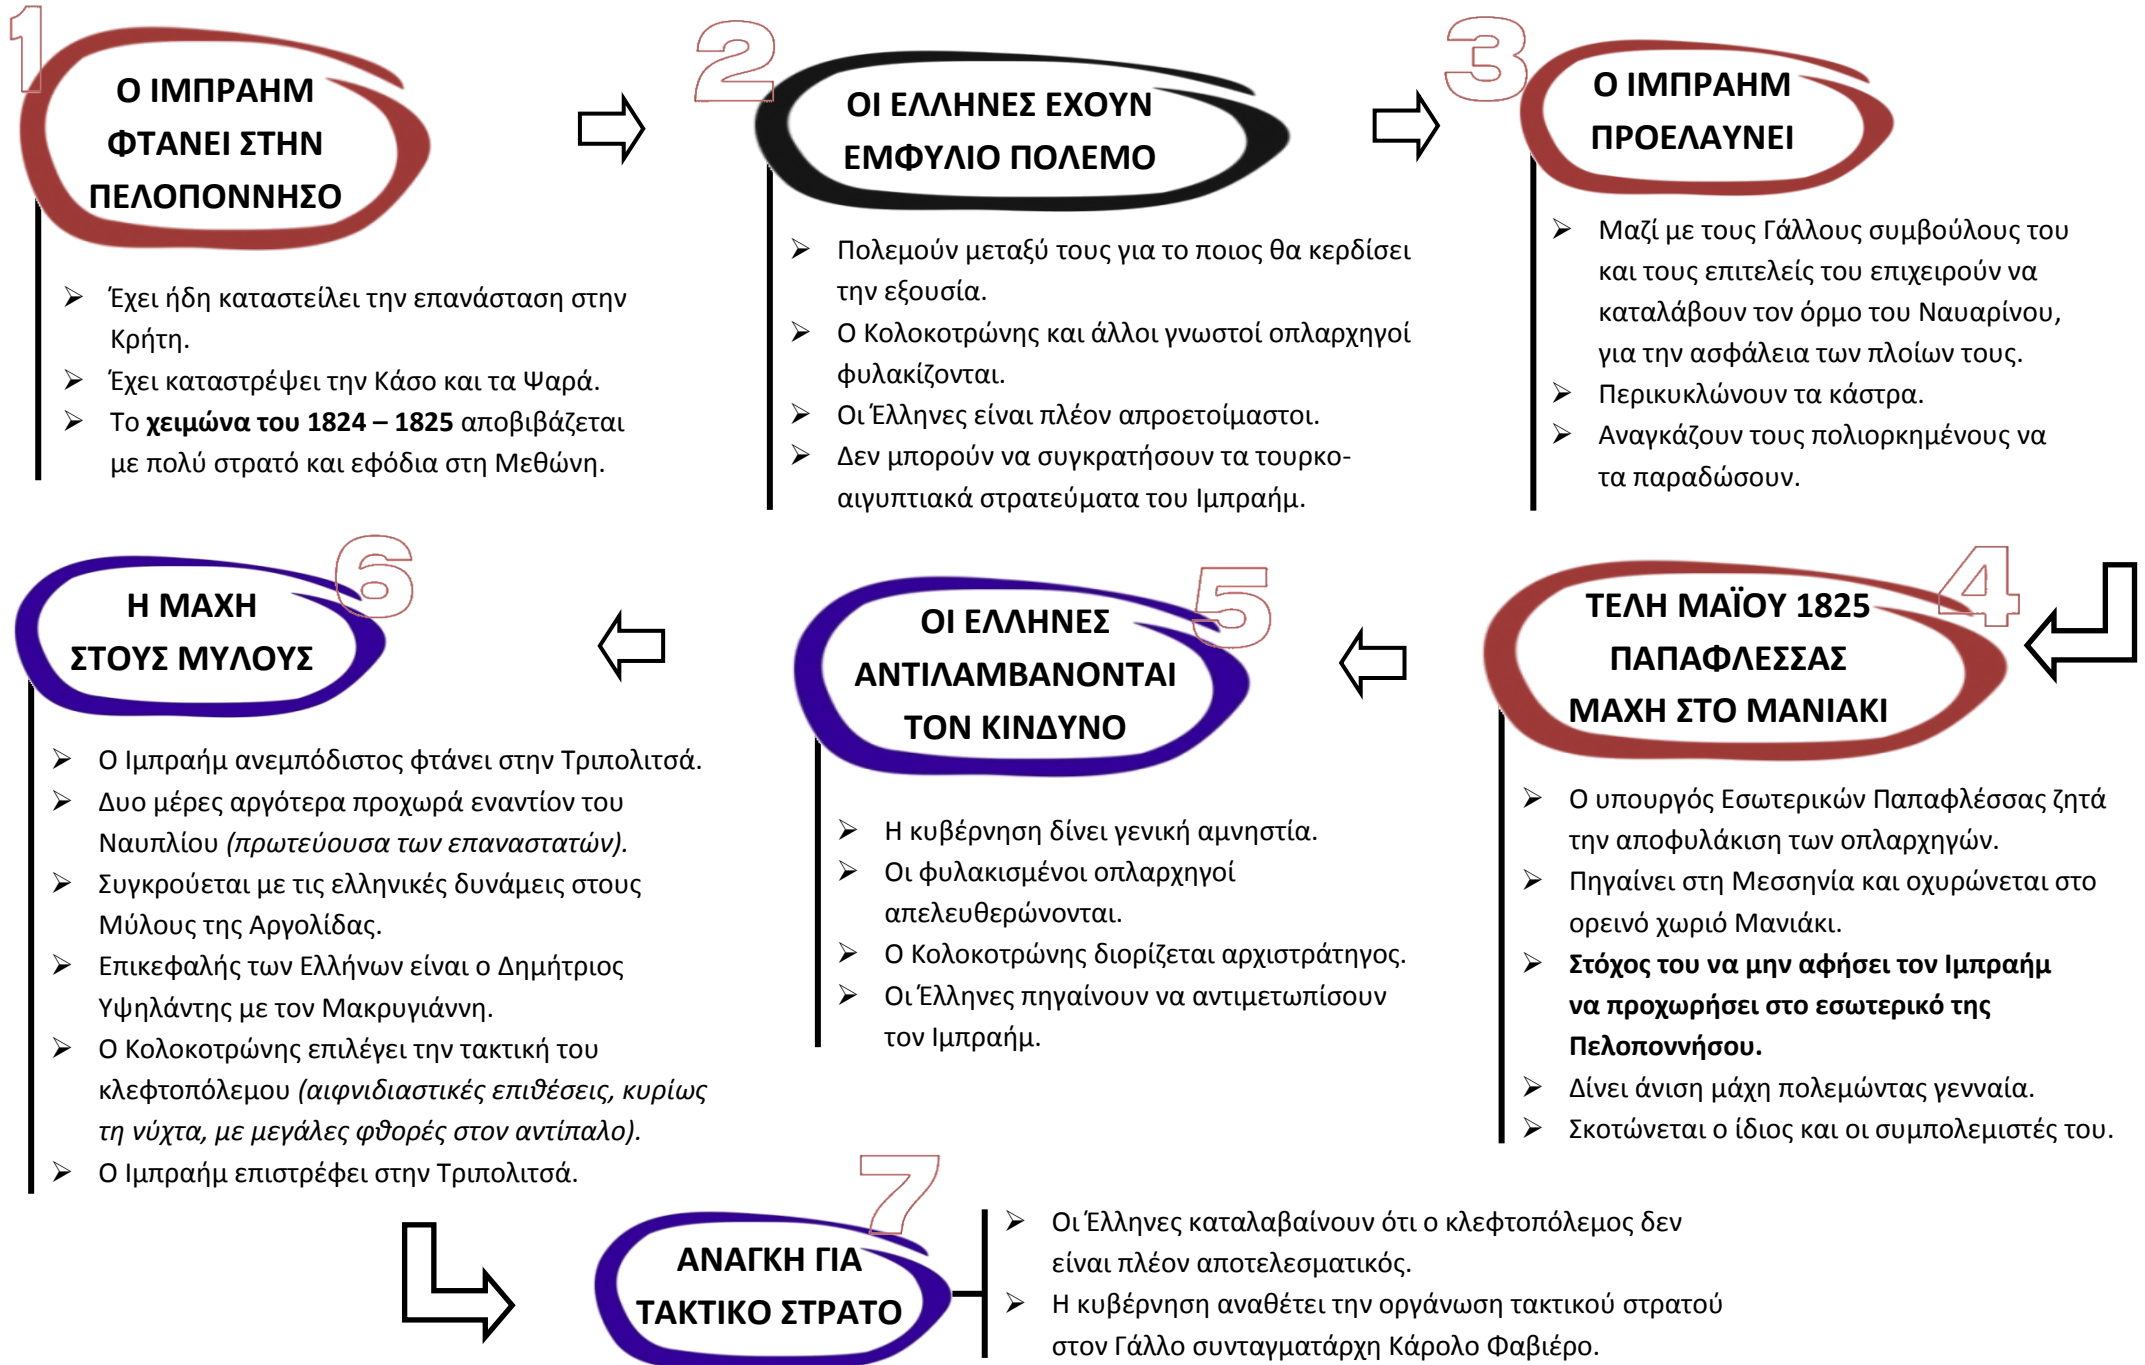 1
Ο ΙΜΠΡΑΗΜ
ΦΤΑΝΕΙ ΣΤΗΝ
ΠΕΛΟΠΟΝΝΗΣΟ
➢ Έχει ήδη καταστείλει την επανάσταση στην
Κρήτη.
➢ Έχει καταστρέψει την Κάσο και τα Ψαρά.
➢ Το χειμώνα του 1824 – 1825 αποβιβάζεται
με πολύ στρατό και εφόδια στη Μεθώνη.
2
ΟΙ ΕΛΛΗΝΕΣ ΕΧΟΥΝ
ΕΜΦΥΛΙΟ ΠΟΛΕΜΟ
➢ Πολεμούν μεταξύ τους για το ποιος θα κερδίσει
την εξουσία.
➢ Ο Κολοκοτρώνης και άλλοι γνωστοί οπλαρχηγοί
φυλακίζονται.
➢ Οι Έλληνες είναι πλέον απροετοίμαστοι.
➢ Δεν μπορούν να συγκρατήσουν τα τουρκο-
αιγυπτιακά στρατεύματα του Ιμπραήμ.
3
Ο ΙΜΠΡΑΗΜ
ΠΡΟΕΛΑΥΝΕΙ
➢ Μαζί με τους Γάλλους συμβούλους του
και τους επιτελείς του επιχειρούν να
καταλάβουν τον όρμο του Ναυαρίνου,
για την ασφάλεια των πλοίων τους.
➢ Περικυκλώνουν τα κάστρα.
➢ Αναγκάζουν τους πολιορκημένους να
τα παραδώσουν.
4
ΤΕΛΗ ΜΑΪΟΥ 1825
ΠΑΠΑΦΛΕΣΣΑΣ
ΜΑΧΗ ΣΤΟ ΜΑΝΙΑΚΙ
➢ Ο υπουργός Εσωτερικών Παπαφλέσσας ζητά
την αποφυλάκιση των οπλαρχηγών.
➢ Πηγαίνει στη Μεσσηνία και οχυρώνεται στο
ορεινό χωριό Μανιάκι.
➢ Στόχος του να μην αφήσει τον Ιμπραήμ
να προχωρήσει στο εσωτερικό της
Πελοποννήσου.
➢ Δίνει άνιση μάχη πολεμώντας γενναία.
➢ Σκοτώνεται ο ίδιος και οι συμπολεμιστές του.
5
ΟΙ ΕΛΛΗΝΕΣ
ΑΝΤΙΛΑΜΒΑΝΟΝΤΑΙ
ΤΟΝ ΚΙΝΔΥΝΟ
➢ Η κυβέρνηση δίνει γενική αμνηστία.
➢ Οι φυλακισμένοι οπλαρχηγοί
απελευθερώνονται.
➢ Ο Κολοκοτρώνης διορίζεται αρχιστράτηγος.
➢ Οι Έλληνες πηγαίνουν να αντιμετωπίσουν
τον Ιμπραήμ.
6
Η ΜΑΧΗ
ΣΤΟΥΣ ΜΥΛΟΥΣ
➢ Ο Ιμπραήμ ανεμπόδιστος φτάνει στην Τριπολιτσά.
➢ Δυο μέρες αργότερα προχωρά εναντίον του
Ναυπλίου (πρωτεύουσα των επαναστατών).
➢ Συγκρούεται με τις ελληνικές δυνάμεις στους
Μύλους της Αργολίδας.
➢ Επικεφαλής των Ελλήνων είναι ο Δημήτριος
Υψηλάντης με τον Μακρυγιάννη.
➢ Ο Κολοκοτρώνης επιλέγει την τακτική του
κλεφτοπόλεμου (αιφνιδιαστικές επιθέσεις, κυρίως
τη νύχτα, με μεγάλες φθορές στον αντίπαλο).
➢ Ο Ιμπραήμ επιστρέφει στην Τριπολιτσά.
7
ΑΝΑΓΚΗ ΓΙΑ
ΤΑΚΤΙΚΟ ΣΤΡΑΤΟ
➢ Οι Έλληνες καταλαβαίνουν ότι ο κλεφτοπόλεμος δεν
είναι πλέον αποτελεσματικός.
➢ Η κυβέρνηση αναθέτει την οργάνωση τακτικού στρατού
στον Γάλλο συνταγματάρχη Κάρολο Φαβιέρο.